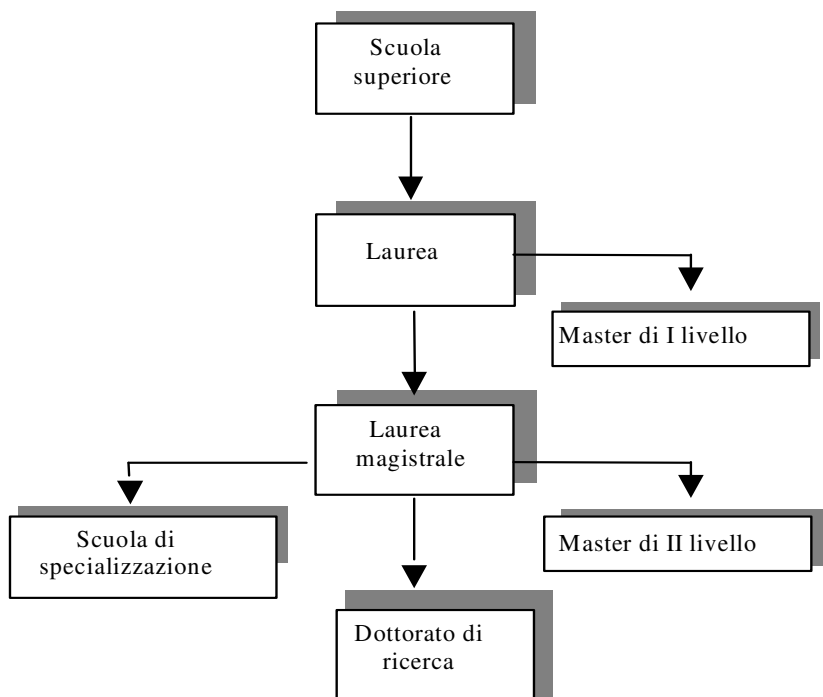 Scuola
superiore
Laurea
Master di I livello
Laurea
magistrale
Scuola di
specializzazione
Master di II livello
Dottorato di
ricerca